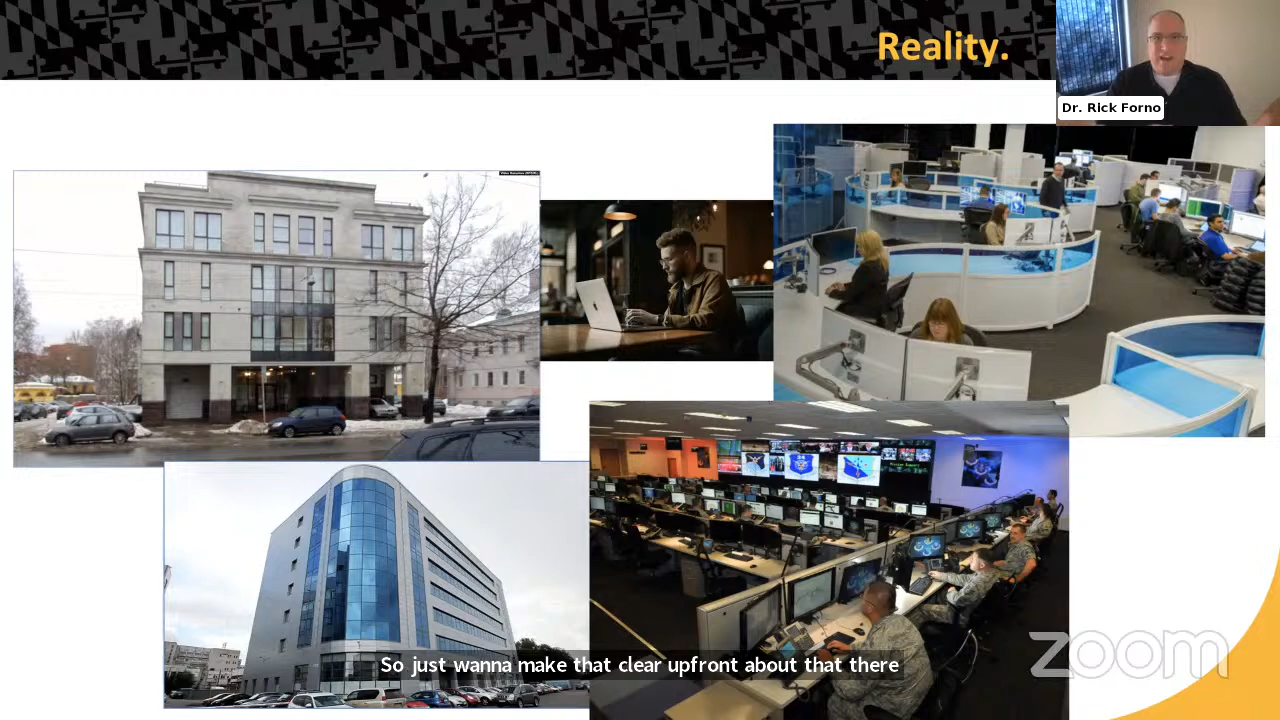 Reality.
Dr. Rick Forno
So just wanna make that clear upfront about that there
zoom